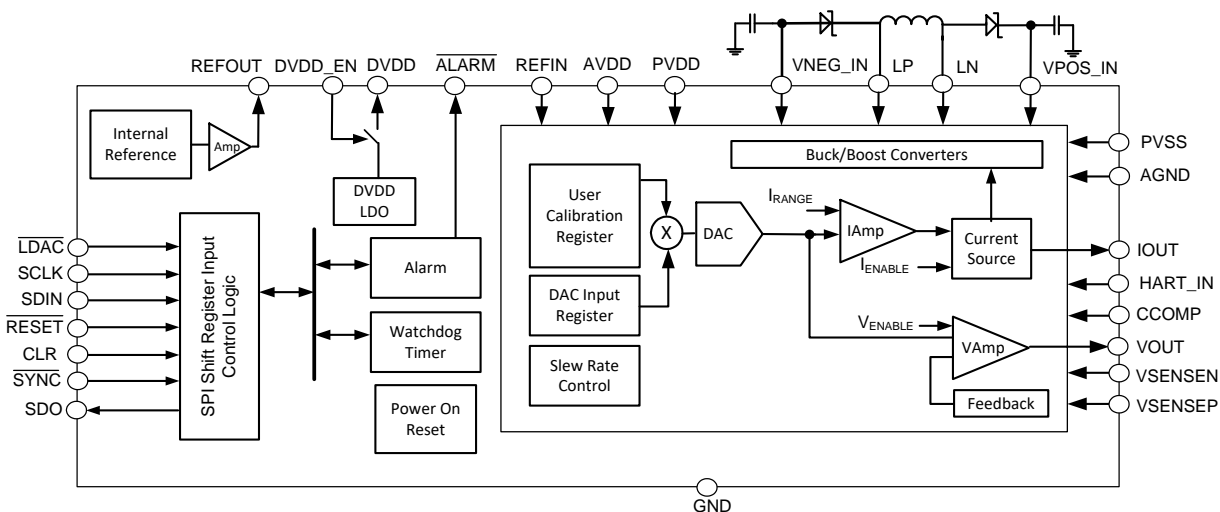 REFOUT
DVDD_EN
DVDD
ALARM
REFIN
AVDD
PVDD
VNEG_IN
LP
LN
VPOS_IN
Internal
Reference
Amp
DVDD
LDO
LDAC
SCLK
SDIN
RESET
CLR
SYNC
SDO
SPI Shift Register Input
Control Logic
Alarm
Watchdog
Timer
Power On
Reset
User
Calibration
Register
DAC Input
Register
Slew Rate
Control
X
DAC
Buck/Boost Converters
IRANGE
IAmp
IENABLE
Current
Source
VENABLE
VAmp
Feedback
PVSS
AGND
IOUT
HART_IN
CCOMP
VOUT
VSENSEN
VSENSEP
GND